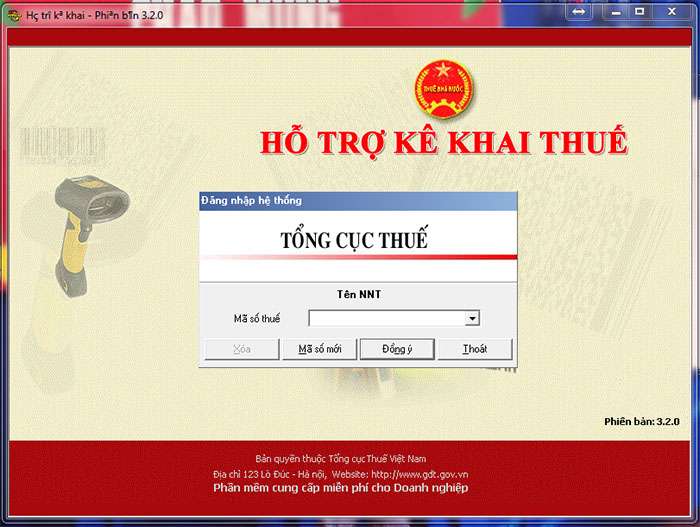 Hç trî kª khai - Phiªn b¶n 3.2.0
THUẾ NHÀ NƯỚC
HỖ TRỢ KÊ KHAI THUẾ
Đăng nhập hệ thống
TỔNG CỤC THUẾ
Tên NNT
Mã số thuế
Xóa
Mã số mới
Đồng ý
Thoát
Phiên bản: 3.2.0
Bản quyền thuộc Tổng cục Thuế Việt Nam
Địa chỉ 123 Lò Đúc - Hà nội, Website: http://www.gdt.gov.vn
Phần mềm cung cấp miễn phí cho Doanh nghiệp